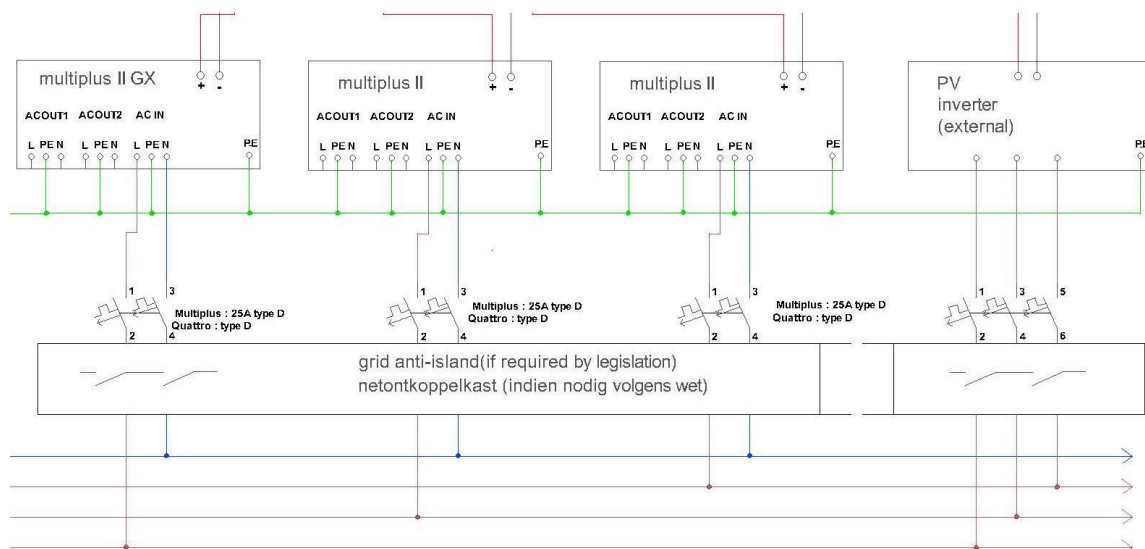 multiplus II GX
+ -
ACOUT1 ACOUT2 AC IN
L PE N L PE N L PE N PE
multiplus II
+ -
ACOUT1 ACOUT2 AC IN
L PE N L PE N L PE N PE
multiplus II
+ -
ACOUT1 ACOUT2 AC IN
L PE N L PE N L PE N PE
PV
inverter
(external)
PE
1 3
Multiplus : 25A type D
Quattro : type D
2 4
1 3
Multiplus : 25A type D
Quattro : type D
2 4
1 3
Multiplus : 25A type D
Quattro : type D
2 4
1 3 5
2 4 6
grid anti-island(if required by legislation)
netontkoppelkast (indien nodig volgens wet)